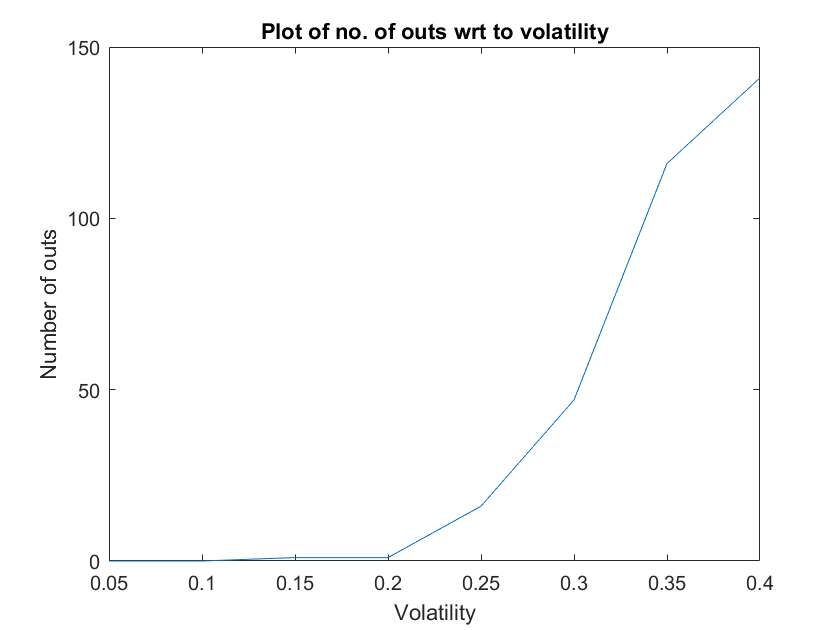 Plot of no. of outs wrt to volatility
150
100
50
0
Number of outs
0.05 0.1 0.15 0.2 0.25 0.3 0.35 0.4
Volatility